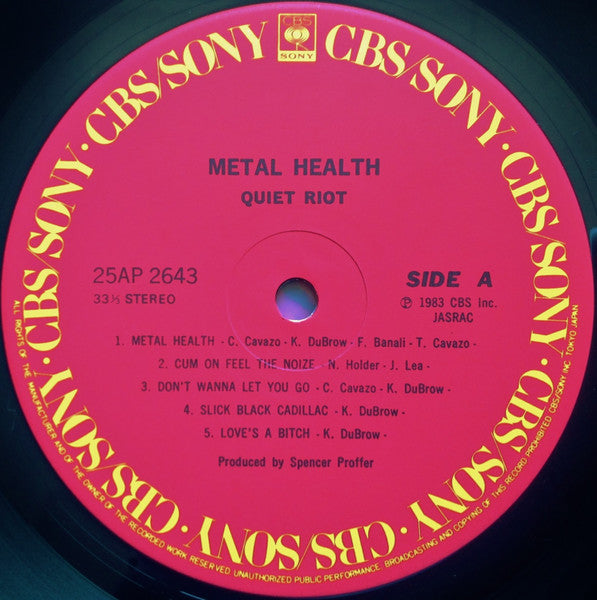 CBS/SONY · CBS/SONY · CBS/SONY · CBS/SONY · CBS/SONY · CBS/SONY · CBS/SONY · CBS/SONY
CBS
SONY
METAL HEALTH
QUIET RIOT
25AP 2643
33⅓ STEREO
SIDE A
Ⓟ 1983 CBS Inc.
JASRAC
1. METAL HEALTH - C. Cavazo - K. DuBrow - F. Banali - T. Cavazo -
2. CUM ON FEEL THE NOIZE - N. Holder - J. Lea -
3. DON'T WANNA LET YOU GO - C. Cavazo - K. DuBrow -
4. SLICK BLACK CADILLAC - K. DuBrow -
5. LOVE'S A BITCH - K. DuBrow -
Produced by Spencer Proffer
ALL RIGHTS OF THE MANUFACTURER AND OF THE OWNER OF THE RECORDED WORK RESERVED UNAUTHORIZED PUBLIC PERFORMANCE, BROADCASTING AND COPYING OF THIS RECORD PROHIBITED CBS/SONY INC. TOKYO JAPAN